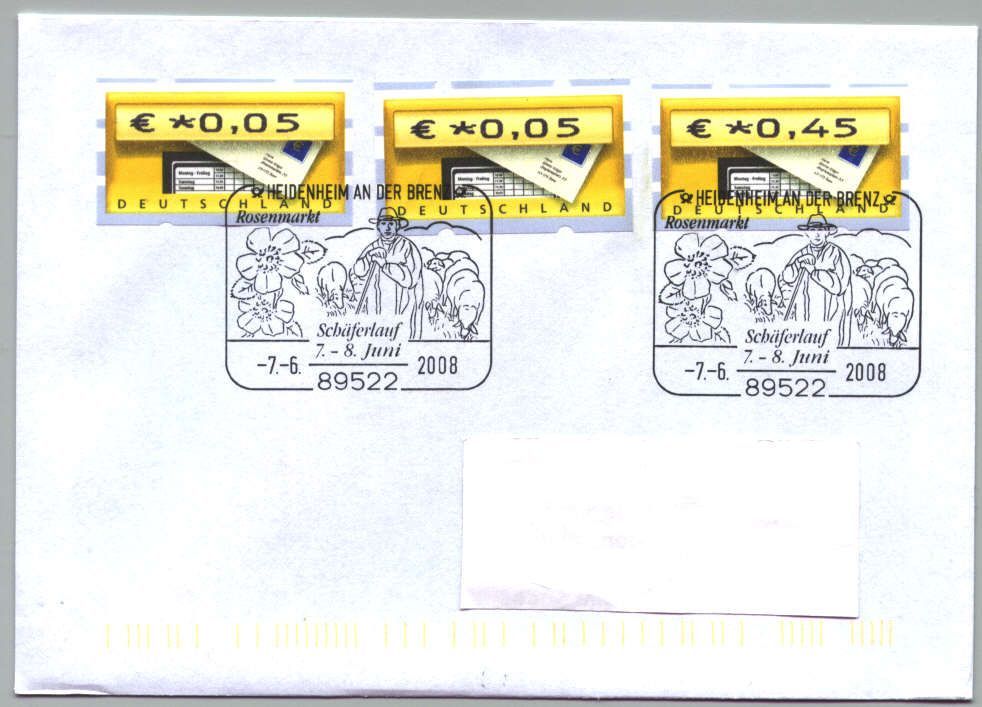 € *0,05
DEUTSCHLAND
€ *0,05
DEUTSCHLAND
€ *0,45
DEUTSCHLAND
HEIDENHEIM AN DER BRENZ
Rosenmarkt
Schäferlauf
7. - 8. Juni
-7.-6. 2008
89522
HEIDENHEIM AN DER BRENZ
Rosenmarkt
Schäferlauf
7. - 8. Juni
-7.-6. 2008
89522